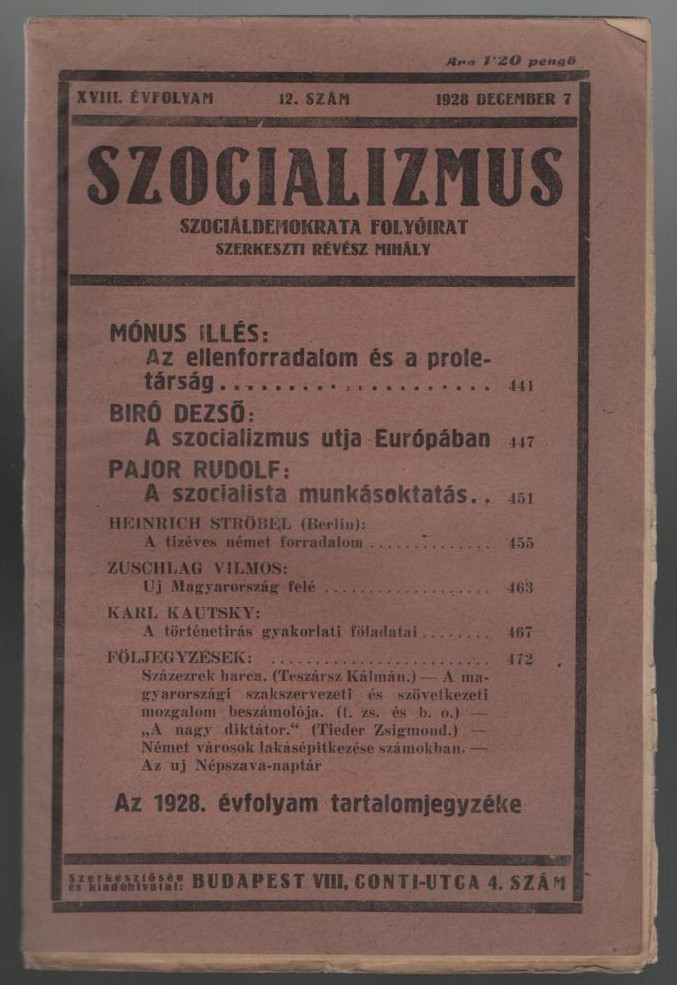 Ára 1'20 pengő
XVIII. ÉVFOLYAM 12. SZÁM 1928 DECEMBER 7
SZOCIALIZMUS
SZOCIÁLDEMOKRATA FOLYÓIRAT
SZERKESZTI RÉVÉSZ MIHÁLY
MÓNUS ILLÉS:
Az ellenforradalom és a prole-
társág.................... 441
BIRÓ DEZSŐ:
A szocializmus utja Európában 447
PAJOR RUDOLF:
A szocialista munkásoktatás.. 451
HEINRICH STRÖBEL (Berlin):
A tizéves német forradalom .............. 455
ZUSCHLAG VILMOS:
Uj Magyarország felé .................. 463
KARL KAUTSKY:
A történetirás gyakorlati föladatai ........ 467
FÖLJEGYZÉSEK: ....................... 472
Százezrek harca. (Teszársz Kálmán.) — A ma-
gyarországi szakszervezeti és szövetkezeti
mozgalom beszámolója. (t. zs. és b. o.) —
„A nagy diktátor.“ (Tieder Zsigmond.) —
Német városok lakásépitkezése számokban. —
Az uj Népszava-naptár
Az 1928. évfolyam tartalomjegyzéke
Szerkesztőség
és kiadóhivatal: BUDAPEST VIII, CONTI-UTCA 4. SZÁM